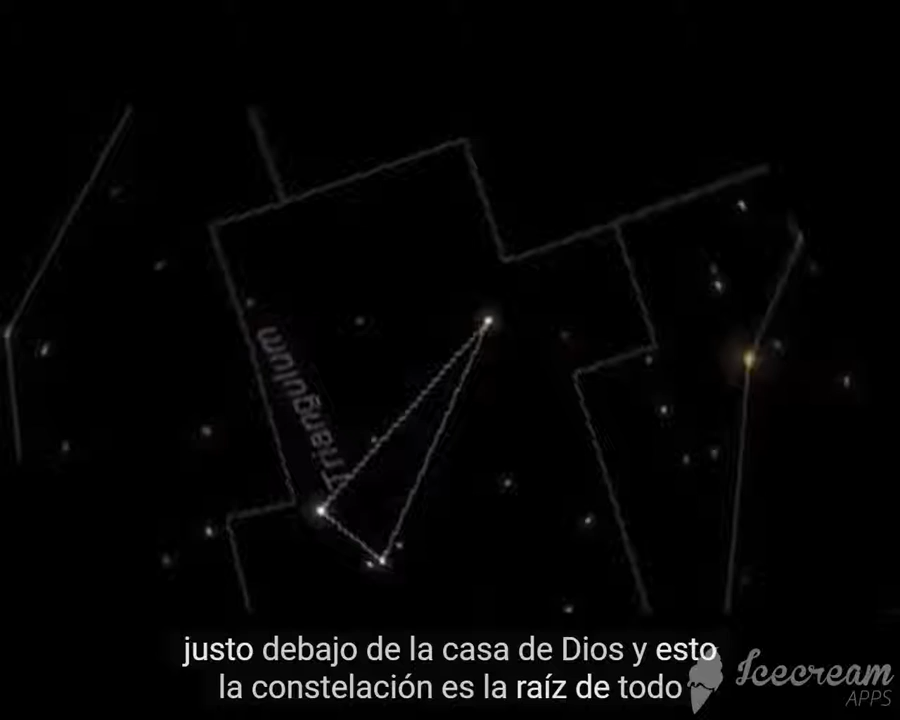 Triangulum
justo debajo de la casa de Dios y esto
la constelación es la raíz de todo
Icecream
APPS